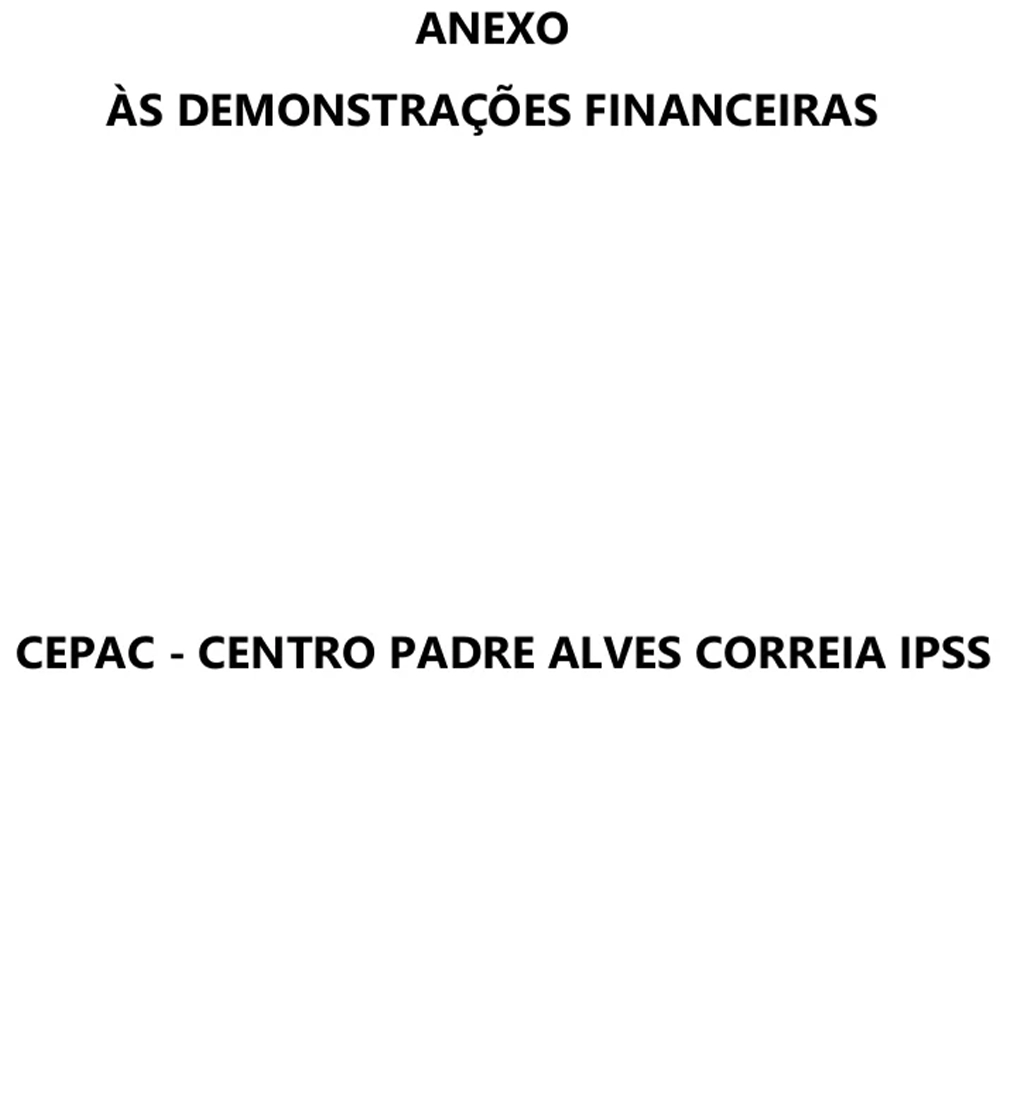 ANEXO
ÀS DEMONSTRAÇÕES FINANCEIRAS
CEPAC - CENTRO PADRE ALVES CORREIA IPSS